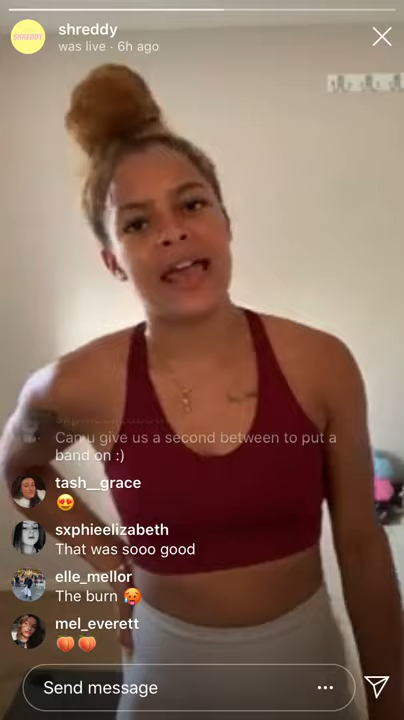 shreddy
was live · 6h ago
SHREDDY
Can u give us a second between to put a
band on :)
tash__grace
😍
sxphieelizabeth
That was sooo good
elle_mellor
The burn 🥵
mel_everett
🍑🍑
Send message